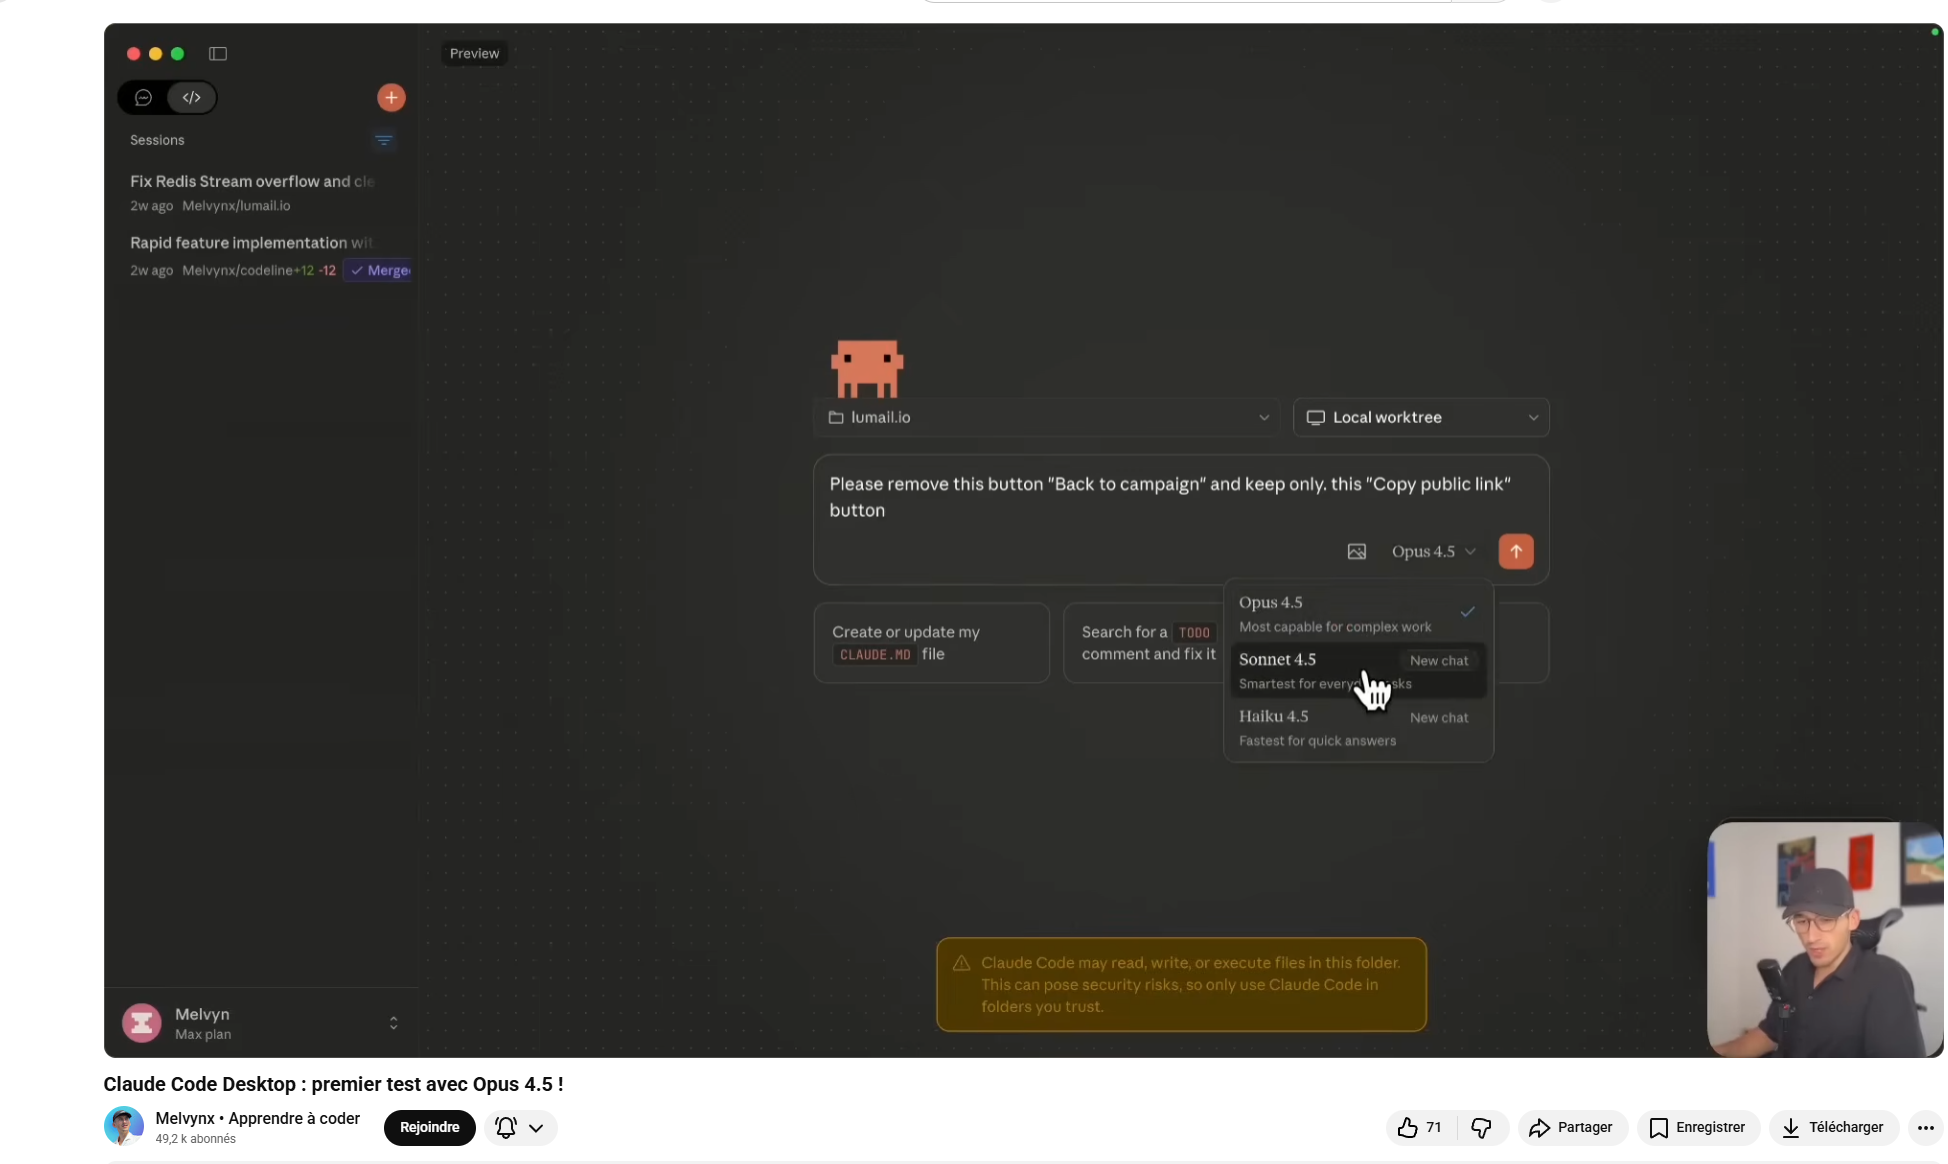 Preview
Sessions
Fix Redis Stream overflow and cle
2w ago Melvynx/lumail.io
Rapid feature implementation wit.
2w ago Melvynx/codeline +12 -12 Merge
lumail.io
Local worktree
Please remove this button "Back to campaign" and keep only. this "Copy public link"
button
Opus 4.5
Opus 4.5
Most capable for complex work
Sonnet 4.5 New chat
Smartest for every sks
Haiku 4.5 New chat
Fastest for quick answers
Create or update my
CLAUDE.MD file
Search for a TODO
comment and fix it
Claude Code may read, write, or execute files in this folder.
This can pose security risks, so only use Claude Code in
folders you trust.
Melvyn
Max plan
Claude Code Desktop : premier test avec Opus 4.5 !
Melvynx • Apprendre à coder
49,2 k abonnés
Rejoindre
71
Partager
Enregistrer
Télécharger